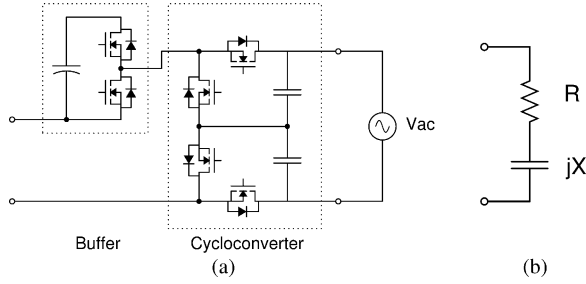 Vac
R
jX
Buffer
Cycloconverter
(a)
(b)